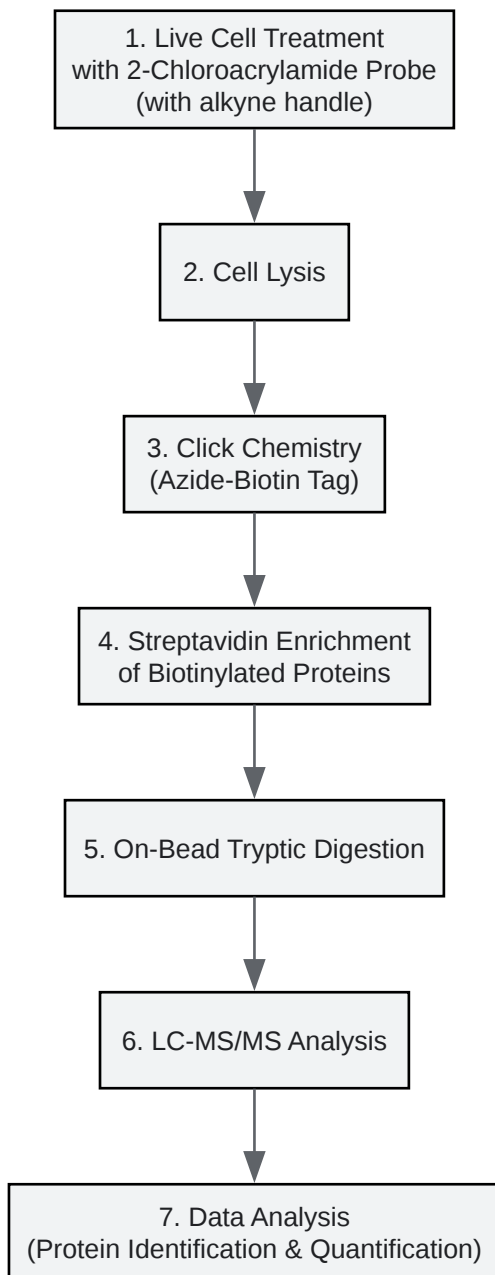 1. Live Cell Treatment
with 2-Chloroacrylamide Probe
(with alkyne handle)
2. Cell Lysis
3. Click Chemistry
(Azide-Biotin Tag)
4. Streptavidin Enrichment
of Biotinylated Proteins
5. On-Bead Tryptic Digestion
6. LC-MS/MS Analysis
7. Data Analysis
(Protein Identification & Quantification)